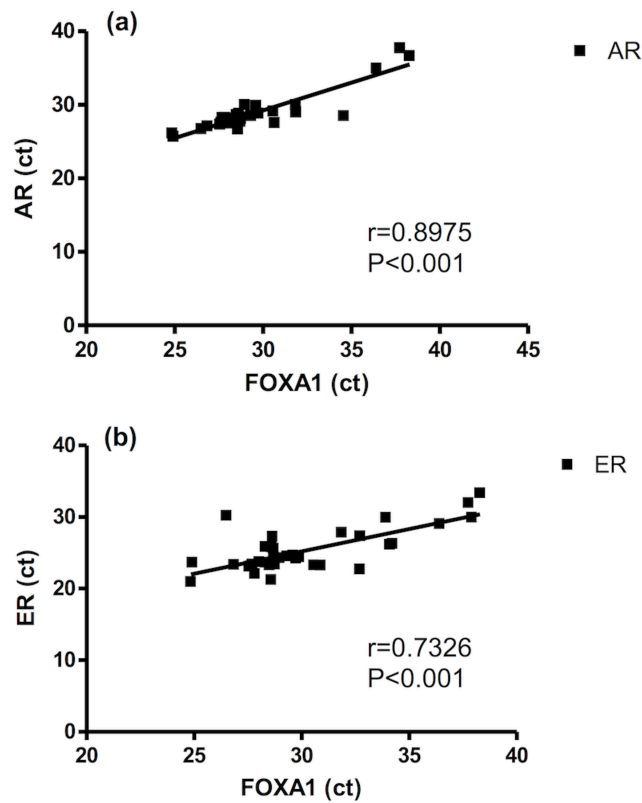 (a)
AR
40
30
20
10
0
AR (ct)
r=0.8975
P<0.001
20 25 30 35 40 45
FOXA1 (ct)
(b)
ER
40
30
20
10
0
ER (ct)
r=0.7326
P<0.001
20 25 30 35 40
FOXA1 (ct)